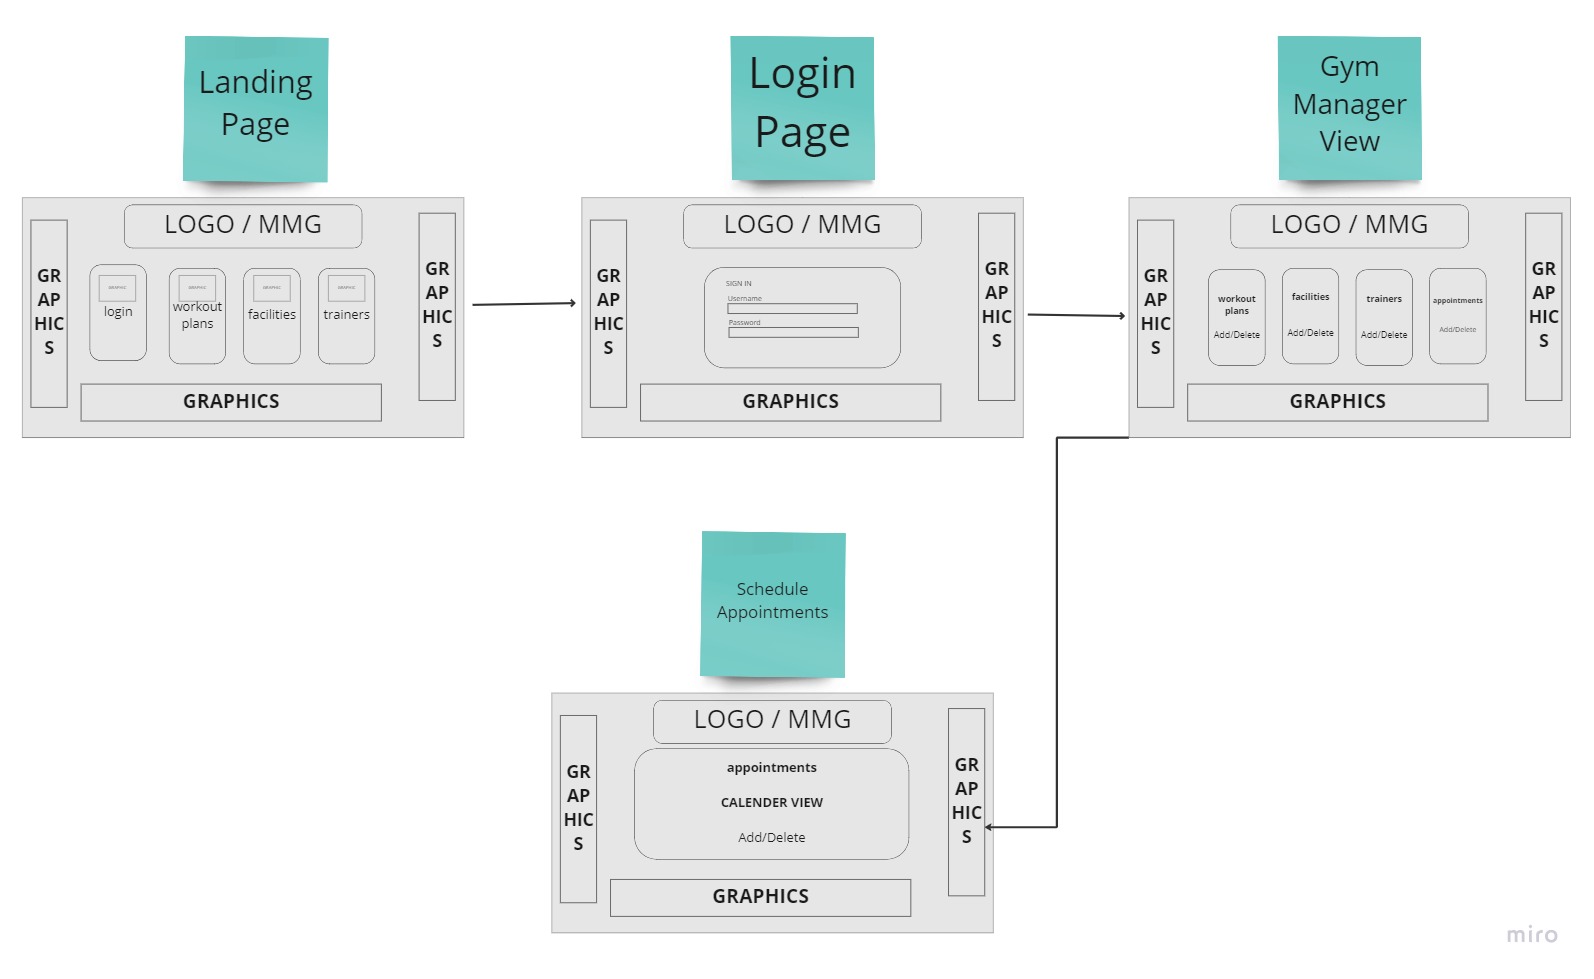 Landing
Page
LOGO / MMG
GR
AP
HIC
S
GRAPHIC
login
GRAPHIC
workout
plans
GRAPHIC
facilities
GRAPHIC
trainers
GR
AP
HIC
S
GRAPHICS
Login
Page
LOGO / MMG
GR
AP
HIC
S
SIGN IN
Username
Password
GR
AP
HIC
S
GRAPHICS
Gym
Manager
View
LOGO / MMG
GR
AP
HIC
S
workout
plans
Add/Delete
facilities
Add/Delete
trainers
Add/Delete
appointments
Add/Delete
GR
AP
HIC
S
GRAPHICS
Schedule
Appointments
LOGO / MMG
GR
AP
HIC
S
appointments
CALENDER VIEW
Add/Delete
GR
AP
HIC
S
GRAPHICS
miro